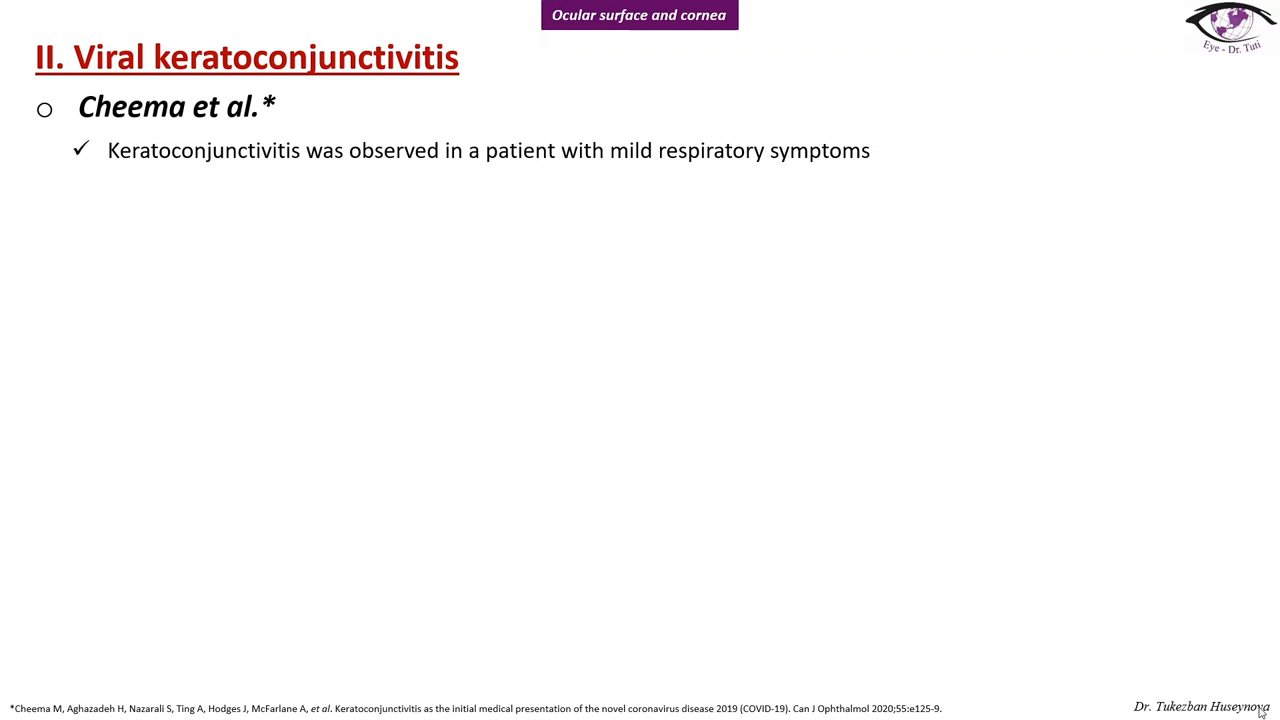 Ocular surface and cornea
Eye - Dr. Tuti
II. Viral keratoconjunctivitis
o Cheema et al.*
✓ Keratoconjunctivitis was observed in a patient with mild respiratory symptoms
*Cheema M, Aghazadeh H, Nazarali S, Ting A, Hodges J, McFarlane A, et al. Keratoconjunctivitis as the initial medical presentation of the novel coronavirus disease 2019 (COVID-19). Can J Ophthalmol 2020;55:e125-9.
Dr. Tukezban Huseynova